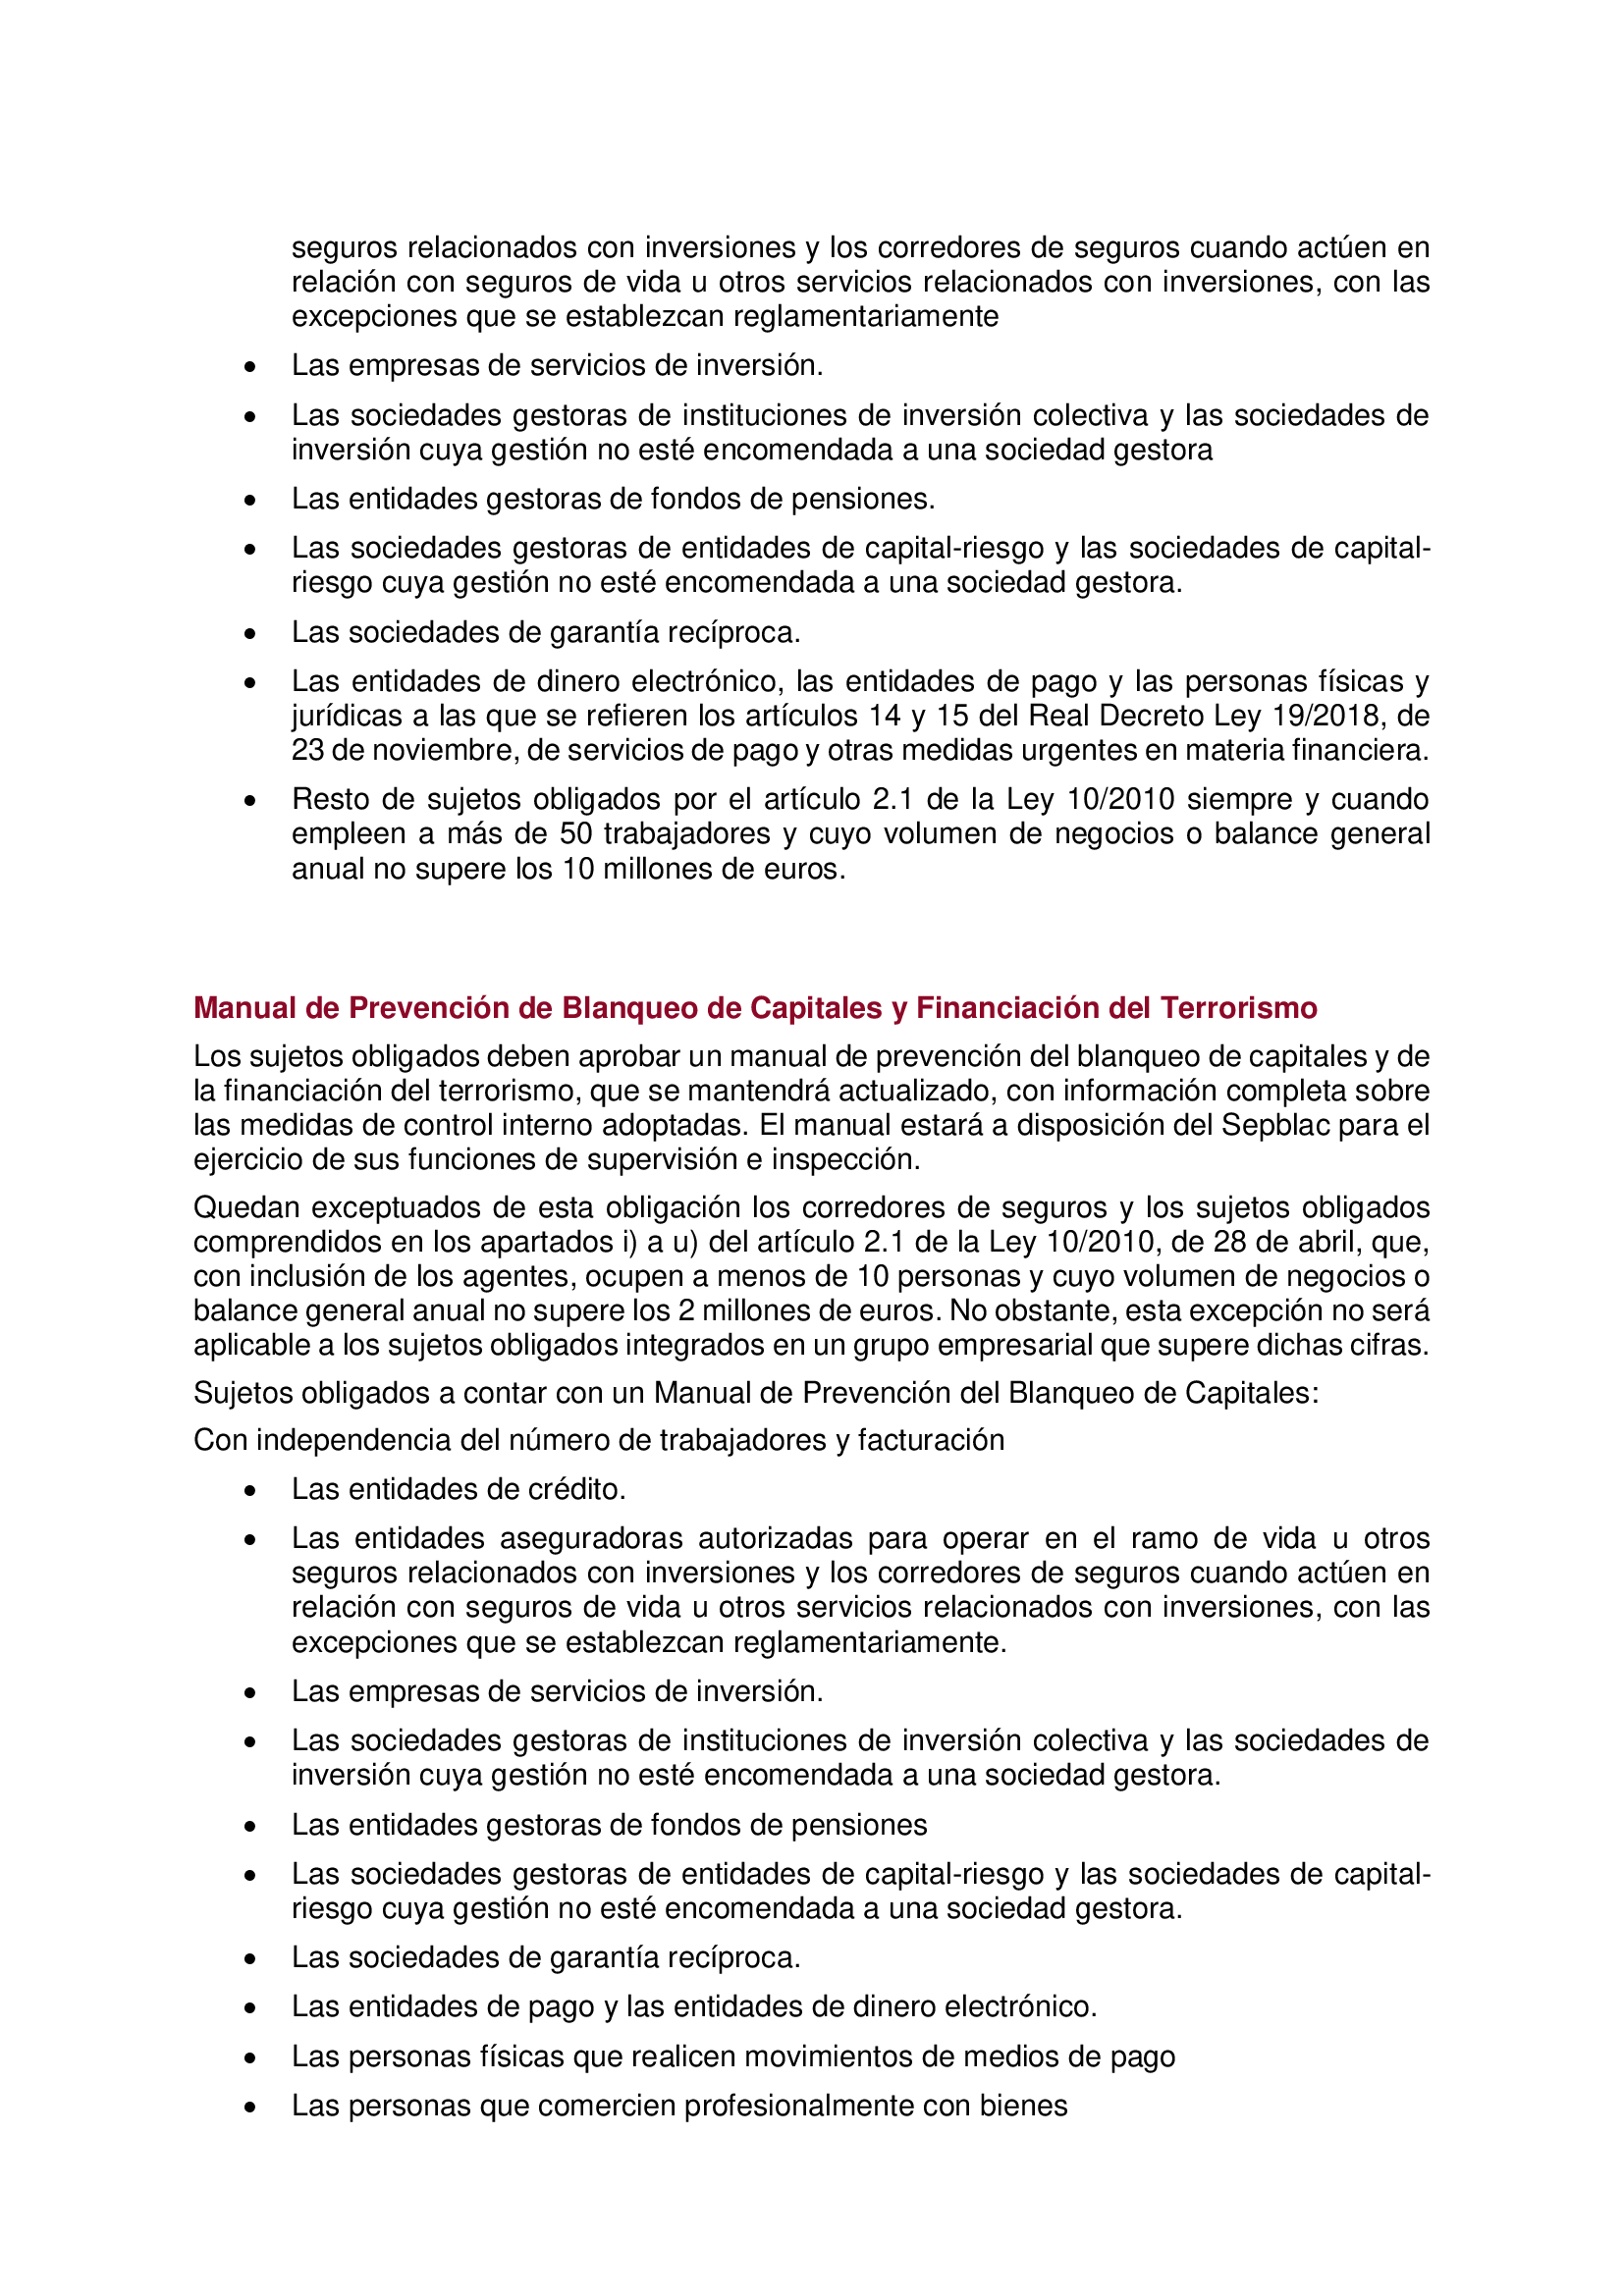 seguros relacionados con inversiones y los corredores de seguros cuando actúen en
relación con seguros de vida u otros servicios relacionados con inversiones, con las
excepciones que se establezcan reglamentariamente
• Las empresas de servicios de inversión.
• Las sociedades gestoras de instituciones de inversión colectiva y las sociedades de
inversión cuya gestión no esté encomendada a una sociedad gestora
• Las entidades gestoras de fondos de pensiones.
• Las sociedades gestoras de entidades de capital-riesgo y las sociedades de capital-
riesgo cuya gestión no esté encomendada a una sociedad gestora.
• Las sociedades de garantía recíproca.
• Las entidades de dinero electrónico, las entidades de pago y las personas físicas y
jurídicas a las que se refieren los artículos 14 y 15 del Real Decreto Ley 19/2018, de
23 de noviembre, de servicios de pago y otras medidas urgentes en materia financiera.
• Resto de sujetos obligados por el artículo 2.1 de la Ley 10/2010 siempre y cuando
empleen a más de 50 trabajadores y cuyo volumen de negocios o balance general
anual no supere los 10 millones de euros.
Manual de Prevención de Blanqueo de Capitales y Financiación del Terrorismo
Los sujetos obligados deben aprobar un manual de prevención del blanqueo de capitales y de
la financiación del terrorismo, que se mantendrá actualizado, con información completa sobre
las medidas de control interno adoptadas. El manual estará a disposición del Sepblac para el
ejercicio de sus funciones de supervisión e inspección.
Quedan exceptuados de esta obligación los corredores de seguros y los sujetos obligados
comprendidos en los apartados i) a u) del artículo 2.1 de la Ley 10/2010, de 28 de abril, que,
con inclusión de los agentes, ocupen a menos de 10 personas y cuyo volumen de negocios o
balance general anual no supere los 2 millones de euros. No obstante, esta excepción no será
aplicable a los sujetos obligados integrados en un grupo empresarial que supere dichas cifras.
Sujetos obligados a contar con un Manual de Prevención del Blanqueo de Capitales:
Con independencia del número de trabajadores y facturación
• Las entidades de crédito.
• Las entidades aseguradoras autorizadas para operar en el ramo de vida u otros
seguros relacionados con inversiones y los corredores de seguros cuando actúen en
relación con seguros de vida u otros servicios relacionados con inversiones, con las
excepciones que se establezcan reglamentariamente.
• Las empresas de servicios de inversión.
• Las sociedades gestoras de instituciones de inversión colectiva y las sociedades de
inversión cuya gestión no esté encomendada a una sociedad gestora.
• Las entidades gestoras de fondos de pensiones
• Las sociedades gestoras de entidades de capital-riesgo y las sociedades de capital-
riesgo cuya gestión no esté encomendada a una sociedad gestora.
• Las sociedades de garantía recíproca.
• Las entidades de pago y las entidades de dinero electrónico.
• Las personas físicas que realicen movimientos de medios de pago
• Las personas que comercien profesionalmente con bienes